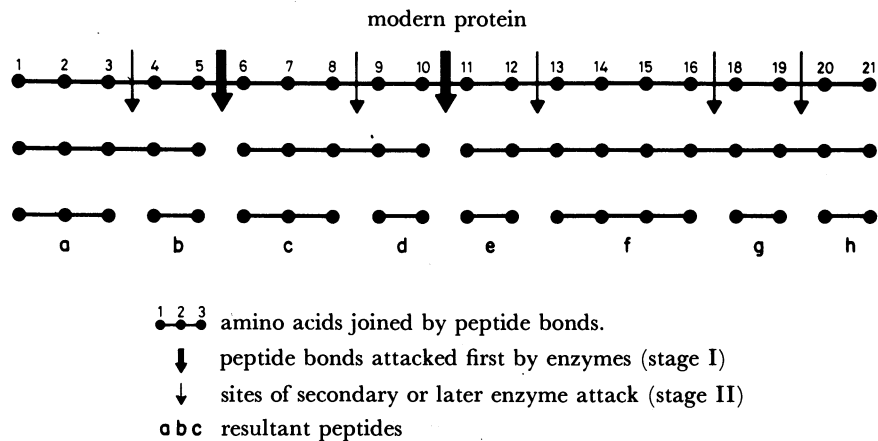 modern protein
1 2 3 4 5 6 7 8 9 10 11 12 13 14 15 16 18 19 20 21
a b c d e f g h
1 2 3 amino acids joined by peptide bonds.
peptide bonds attacked first by enzymes (stage I)
sites of secondary or later enzyme attack (stage II)
a b c resultant peptides